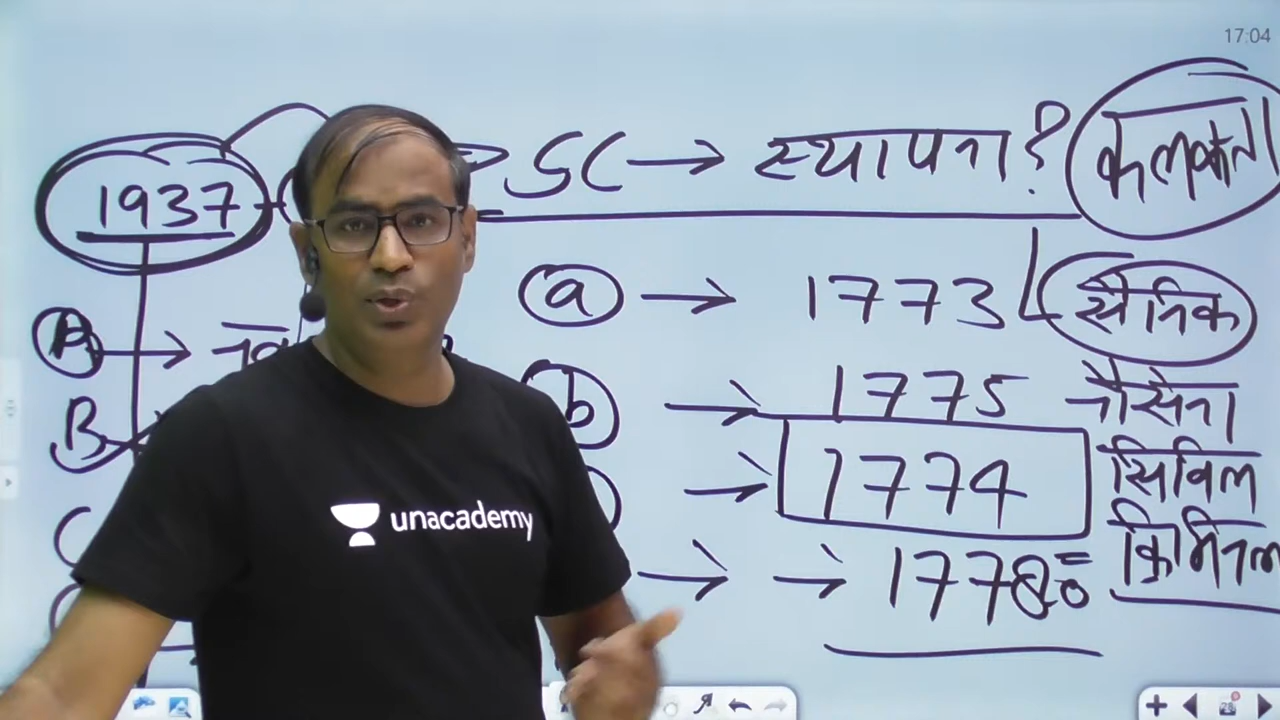 17:04
1937 SC → स्थापना? कलकत्ता
a → 1773 सैनिक
A →
b → 1775 नौसेना
B
→ 1774 सिविल
C
→ → 1778 क्रिमिनल
unacademy